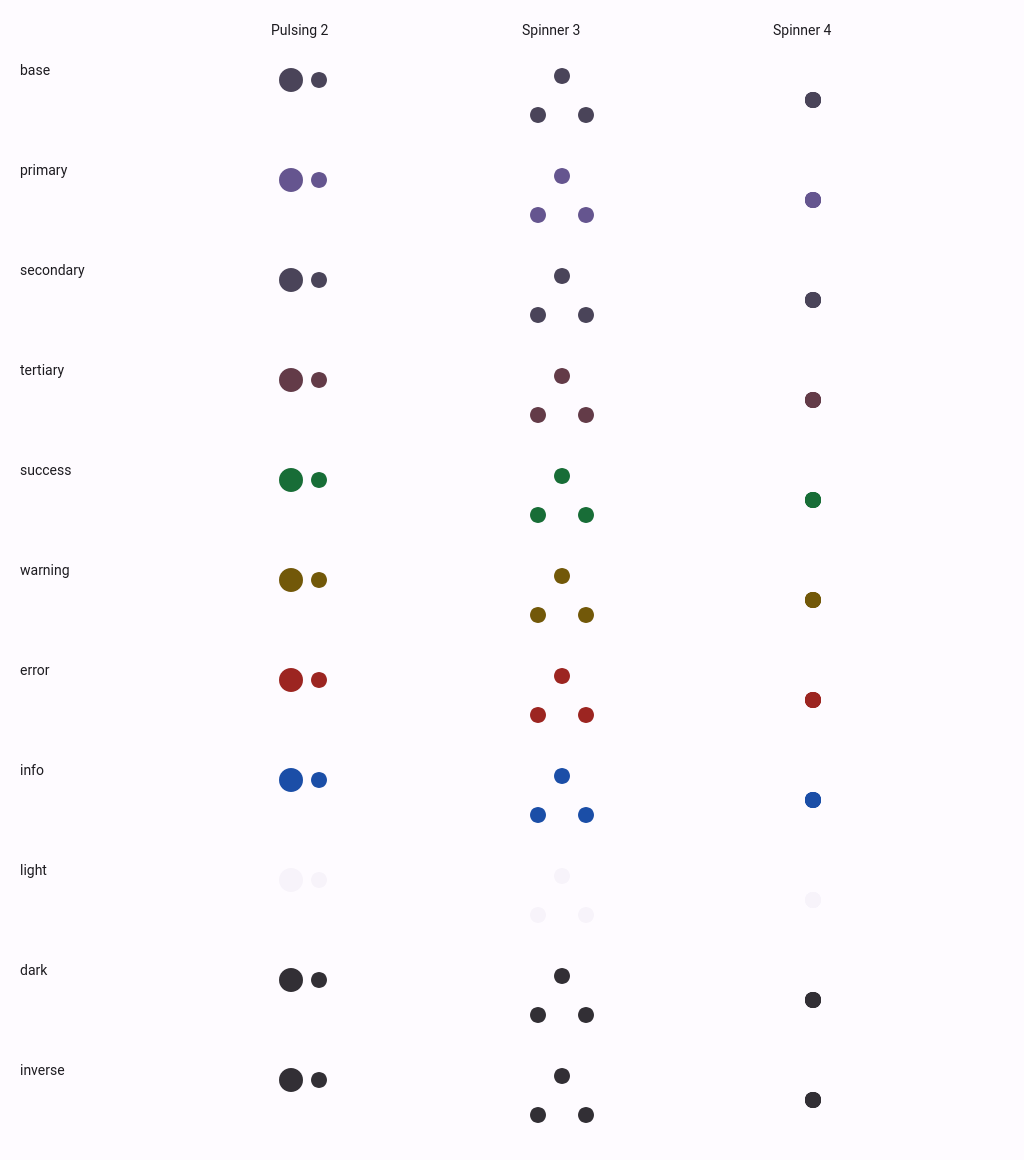 Pulsing 2 Spinner 3 Spinner 4
base
primary
secondary
tertiary
success
warning
error
info
light
dark
inverse